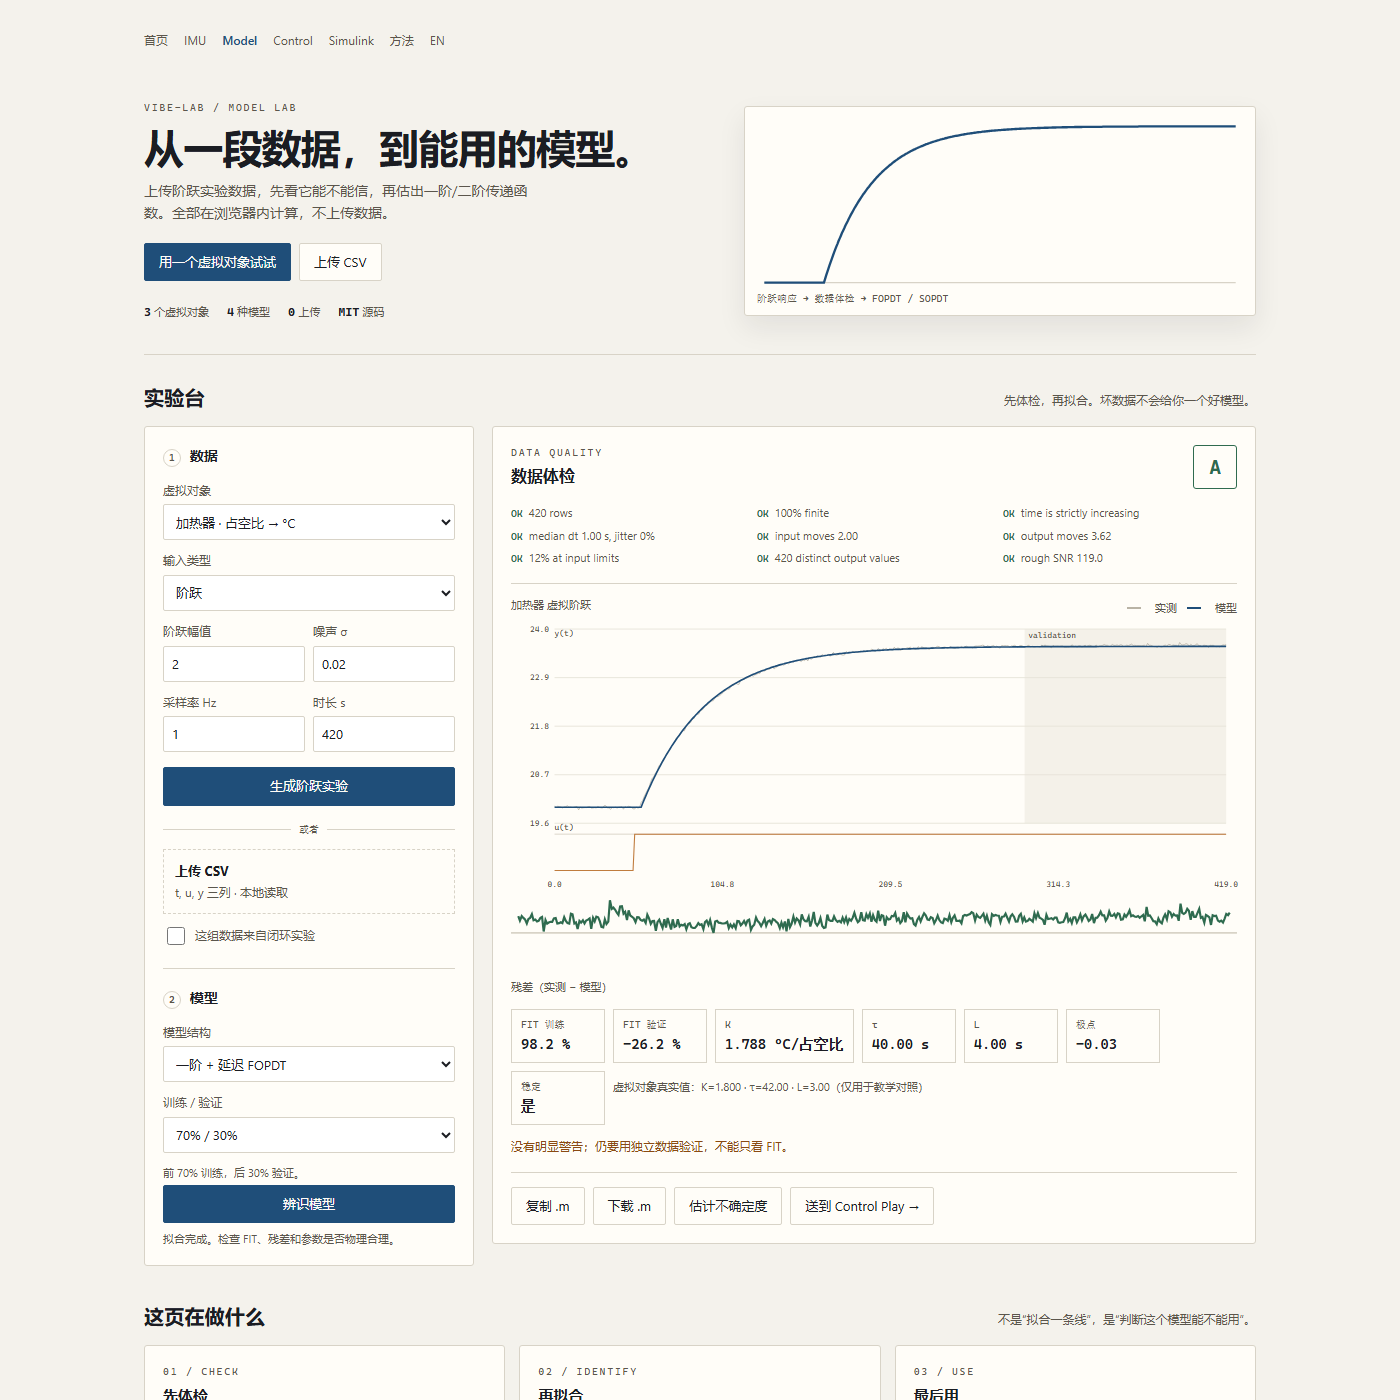 首页 IMU Model Control Simulink 方法 EN
VIBE-LAB / MODEL LAB
从一段数据，到能用的模型。
上传阶跃实验数据，先看它能不能信，再估出一阶/二阶传递函
数。全部在浏览器内计算，不上传数据。
用一个虚拟对象试试 上传 CSV
3 个虚拟对象 4 种模型 0 上传 MIT 源码
阶跃响应 → 数据体检 → FOPDT / SOPDT
实验台
先体检，再拟合。坏数据不会给你一个好模型。
1 数据
虚拟对象
加热器 · 占空比 → °C
输入类型
阶跃
阶跃幅值 噪声 σ
2 0.02
采样率 Hz 时长 s
1 420
生成阶跃实验
或者
上传 CSV
t, u, y 三列 · 本地读取
这组数据来自闭环实验
2 模型
模型结构
一阶 + 延迟 FOPDT
训练 / 验证
70% / 30%
前 70% 训练，后 30% 验证。
辨识模型
拟合完成。检查 FIT、残差和参数是否物理合理。
DATA QUALITY
数据体检
A
OK 420 rows OK 100% finite OK time is strictly increasing
OK median dt 1.00 s, jitter 0% OK input moves 2.00 OK output moves 3.62
OK 12% at input limits OK 420 distinct output values OK rough SNR 119.0
加热器 虚拟阶跃 实测 模型
24.0 y(t) validation
22.9
21.8
20.7
19.6 u(t)
0.0 104.8 209.5 314.3 419.0
残差（实测 − 模型）
FIT 训练 FIT 验证 K τ L 极点
98.2 % −26.2 % 1.788 °C/占空比 40.00 s 4.00 s −0.03
稳定
是
虚拟对象真实值：K=1.800 · τ=42.00 · L=3.00（仅用于教学对照）
没有明显警告；仍要用独立数据验证，不能只看 FIT。
复制 .m 下载 .m 估计不确定度 送到 Control Play →
这页在做什么
不是“拟合一条线”，是“判断这个模型能不能用”。
01 / CHECK 02 / IDENTIFY 03 / USE
先体检 再拟合 最后用